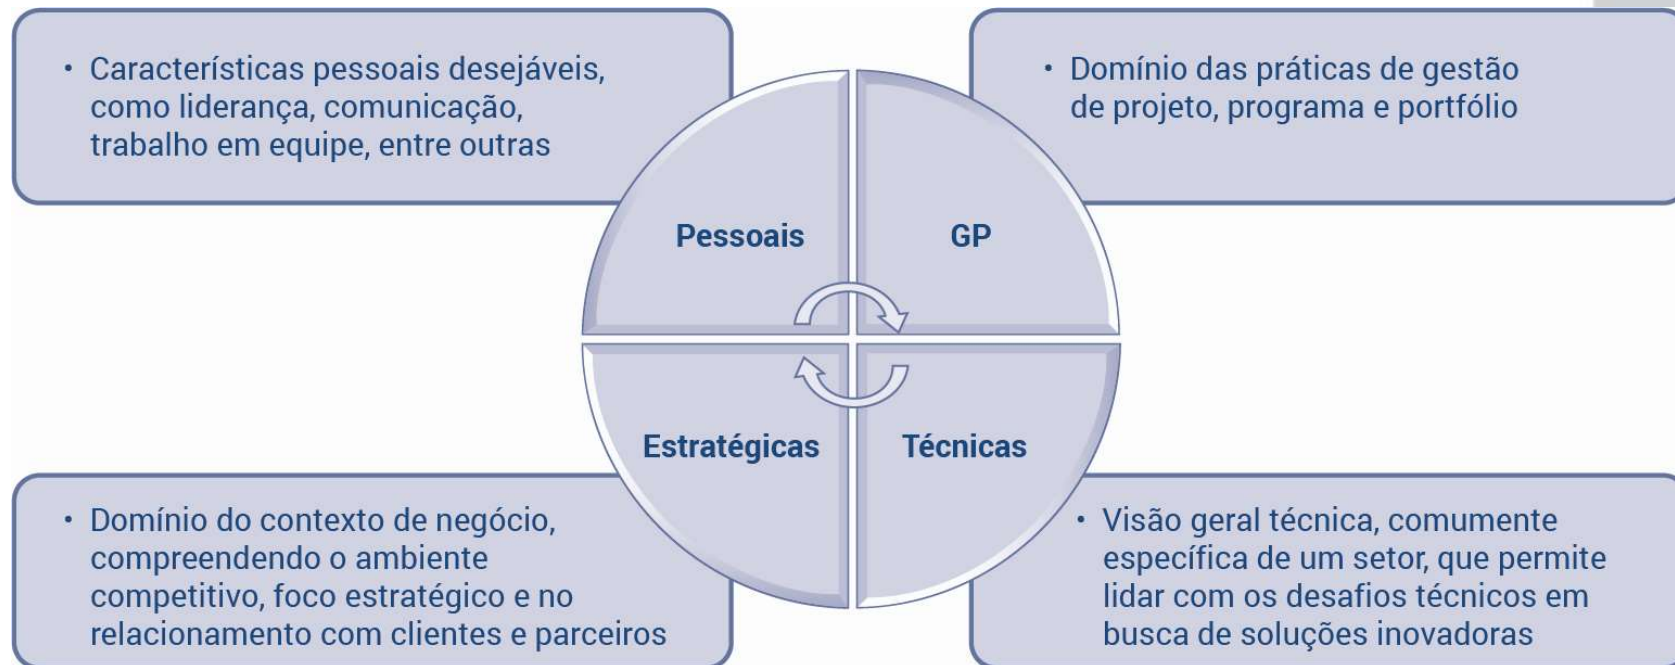 • Características pessoais desejáveis,
como liderança, comunicação,
trabalho em equipe, entre outras
• Domínio das práticas de gestão
de projeto, programa e portfólio
Pessoais
GP
Estratégicas
Técnicas
• Domínio do contexto de negócio,
compreendendo o ambiente
competitivo, foco estratégico e no
relacionamento com clientes e parceiros
• Visão geral técnica, comumente
específica de um setor, que permite
lidar com os desafios técnicos em
busca de soluções inovadoras